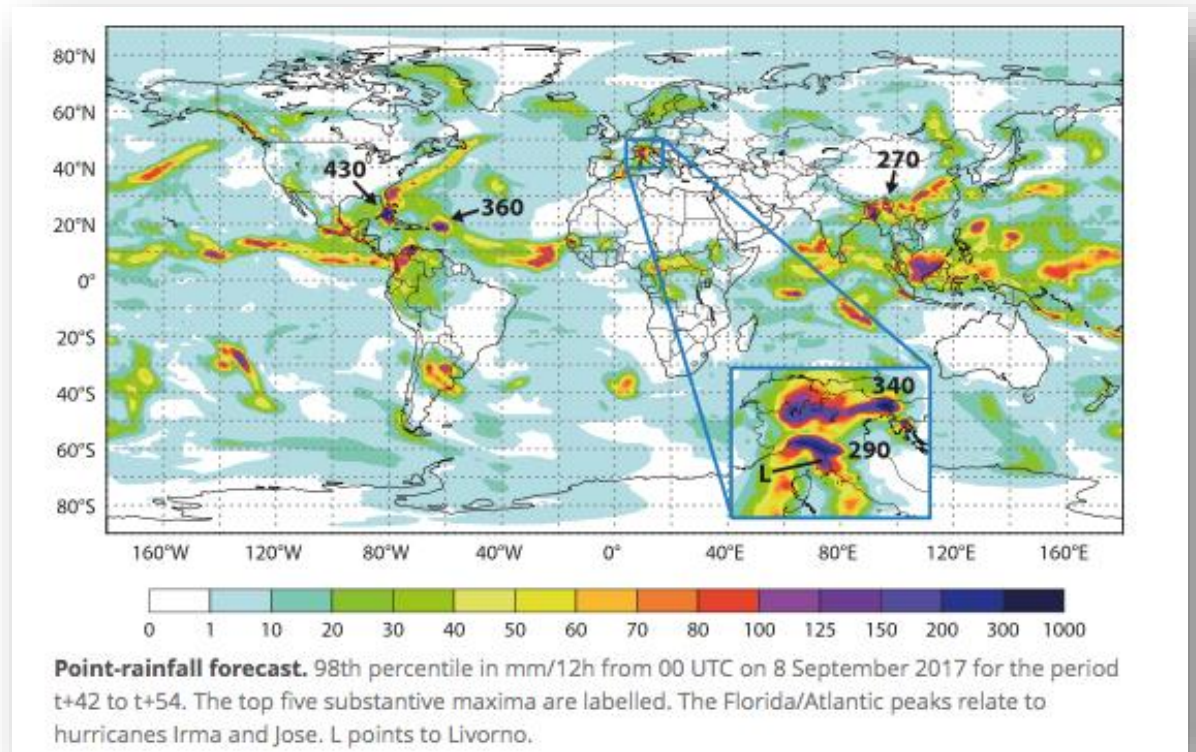 80°N
60°N
40°N
20°N
0°
20°S
40°S
60°S
80°S
430
360
270
340
290
L
160°W 120°W 80°W 40°W 0° 40°E 80°E 120°E 160°E
0 1 10 20 30 40 50 60 70 80 100 125 150 200 300 1000
Point-rainfall forecast. 98th percentile in mm/12h from 00 UTC on 8 September 2017 for the period
t+42 to t+54. The top five substantive maxima are labelled. The Florida/Atlantic peaks relate to
hurricanes Irma and Jose. L points to Livorno.